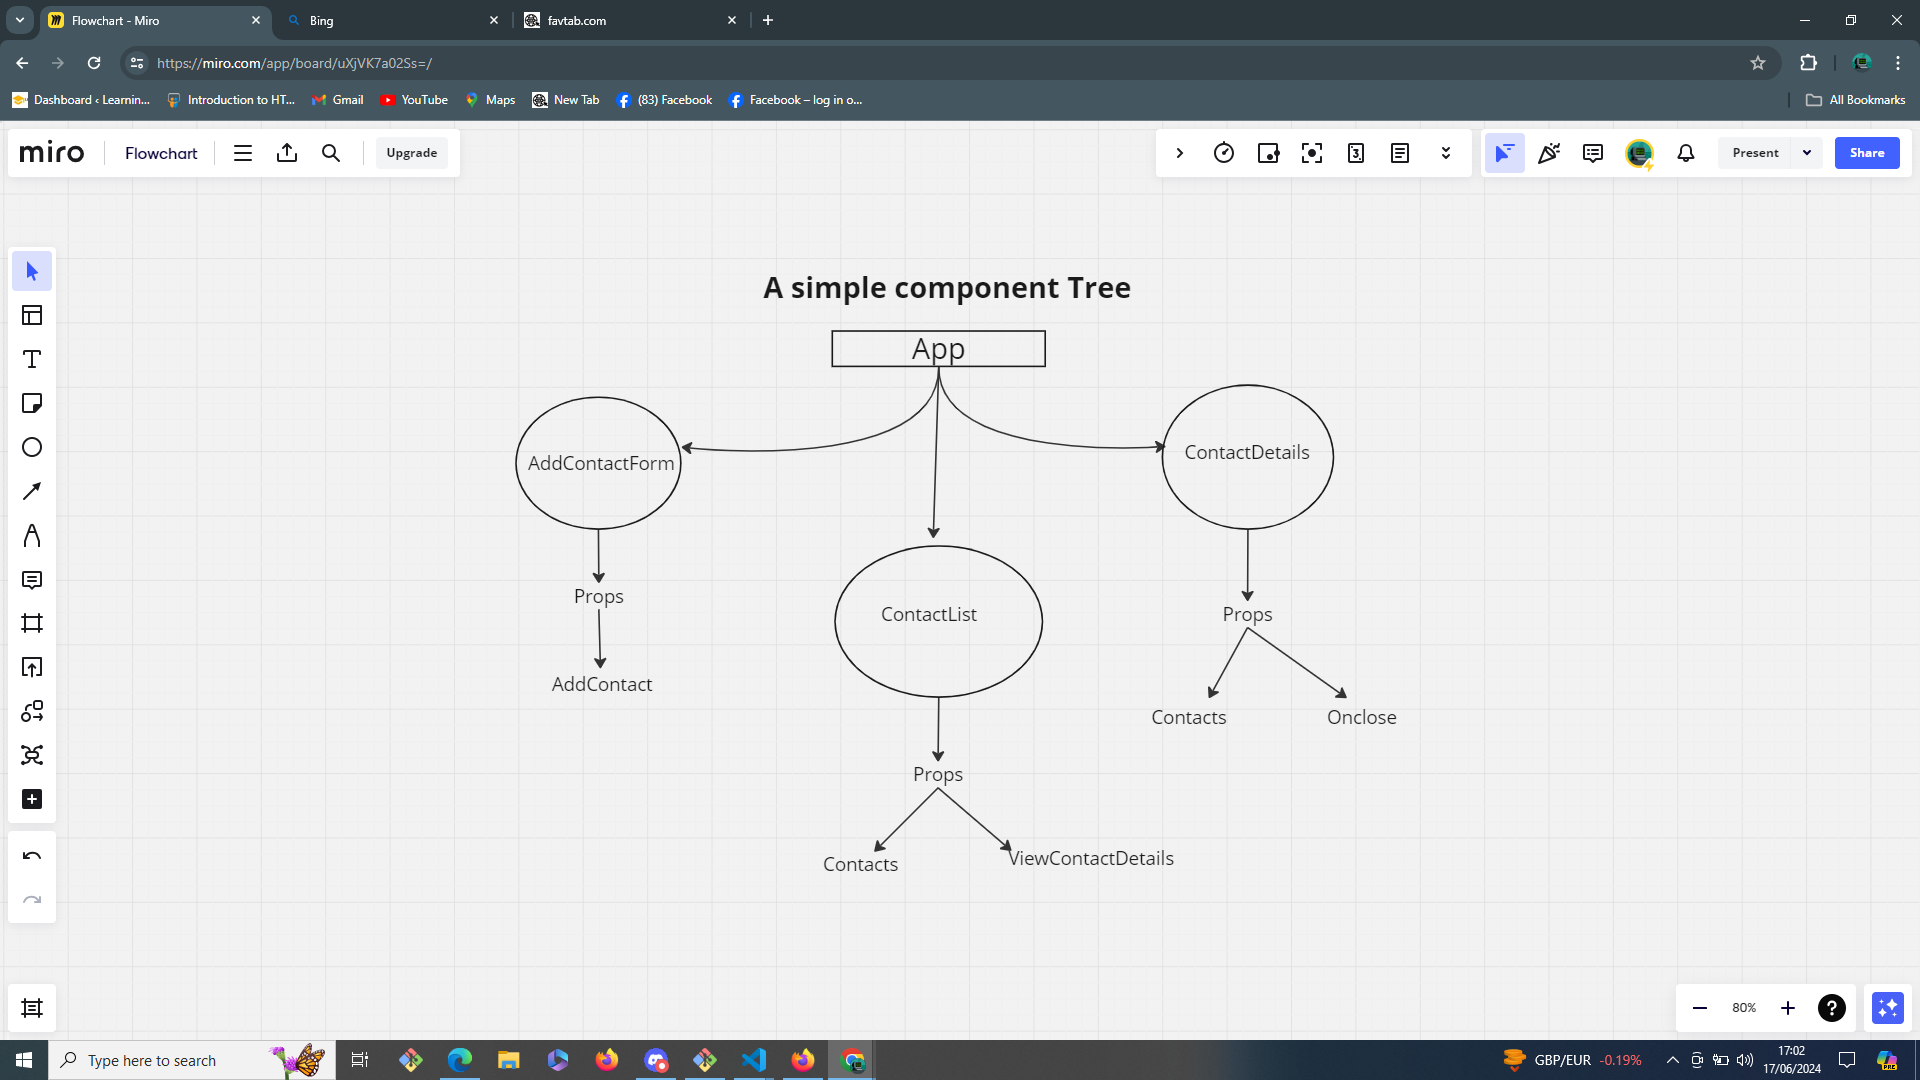 Flowchart - Miro
Bing
favtab.com
https://miro.com/app/board/uXjVK7a02Ss=/
Dashboard ‹ Learnin...
Introduction to HT...
Gmail
YouTube
Maps
New Tab
(83) Facebook
Facebook – log in o...
All Bookmarks
miro
Flowchart
Upgrade
3
Present
Share
A simple component Tree
App
AddContactForm
ContactDetails
Props
ContactList
Props
AddContact
Contacts
Onclose
Props
Contacts
ViewContactDetails
80%
?
Type here to search
GBP/EUR
-0.19%
17:02
17/06/2024
PRE